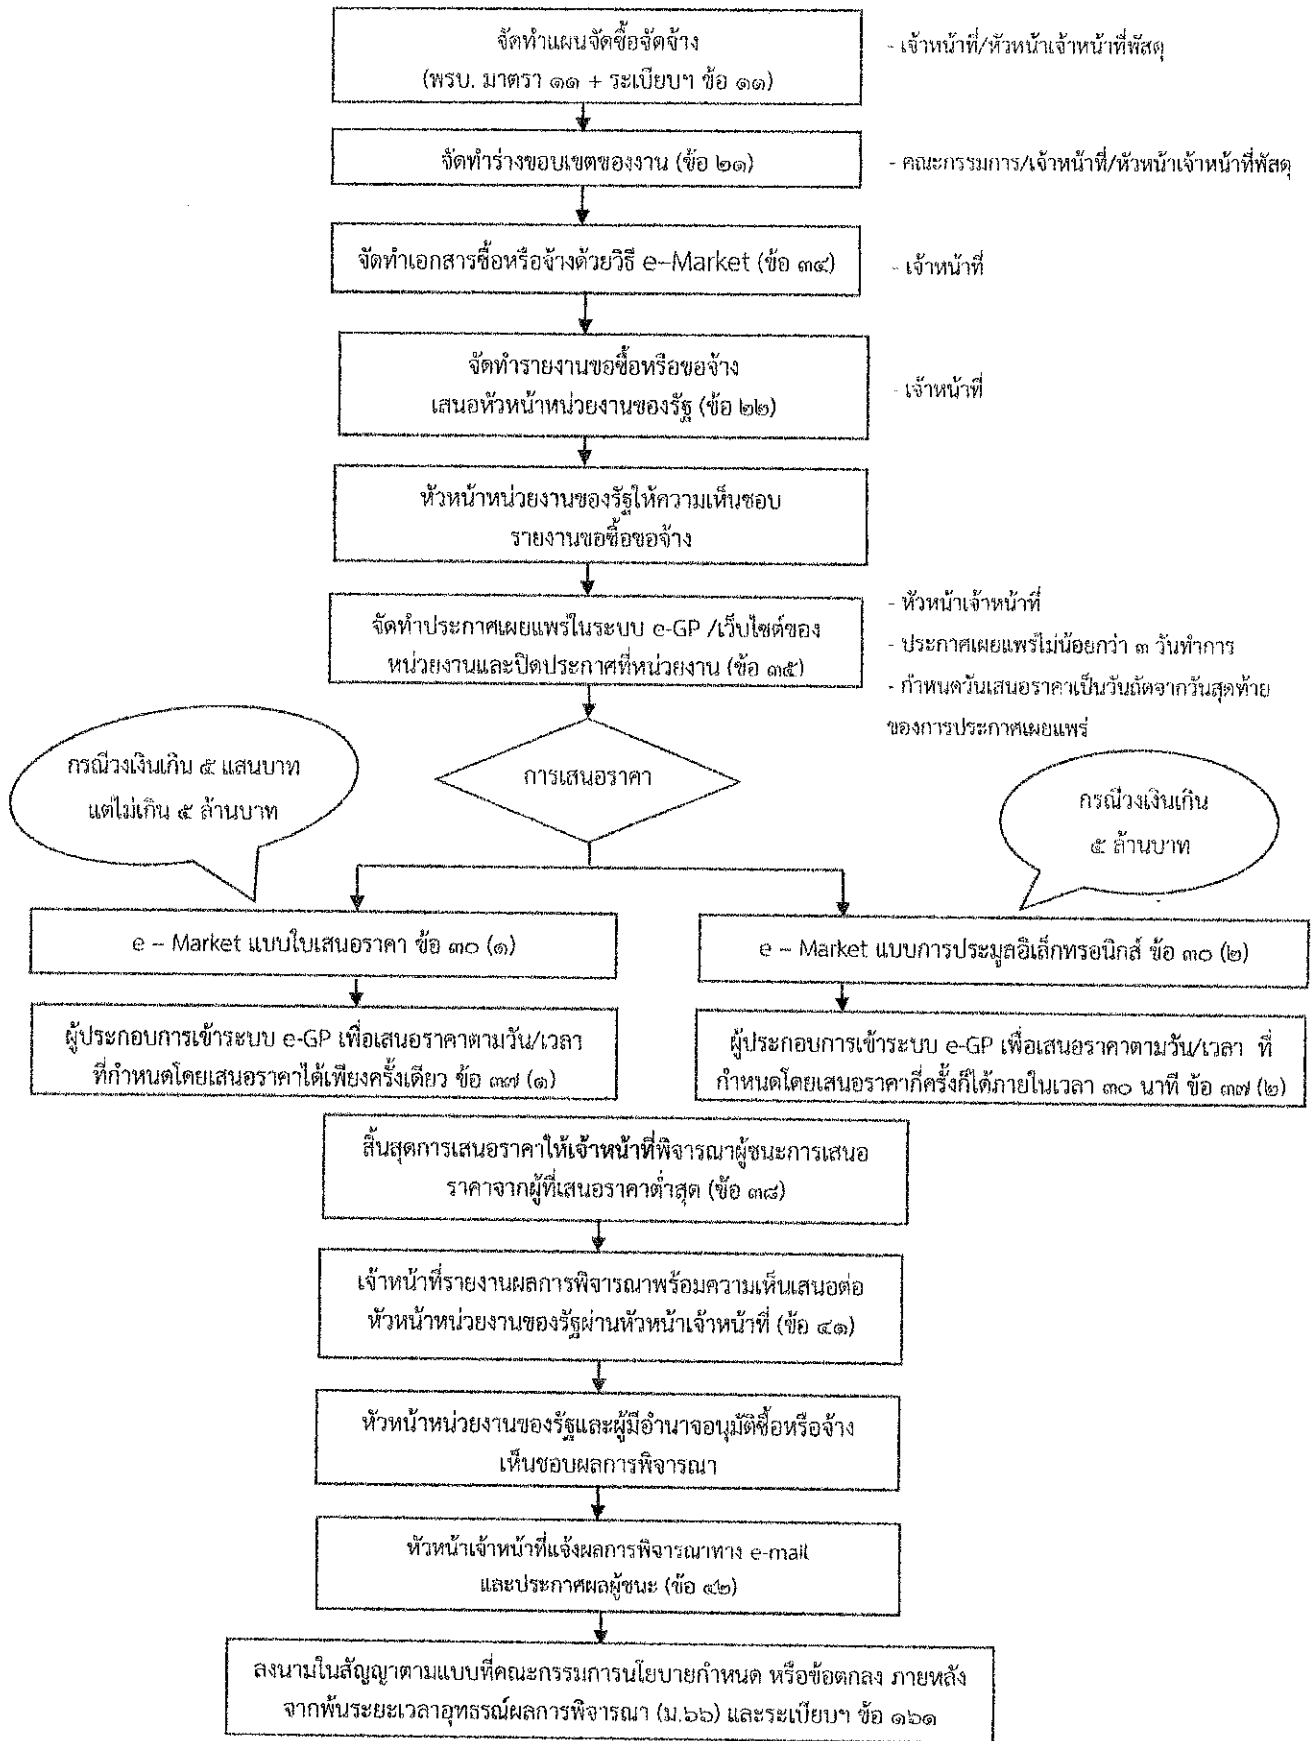 จัดทำแผนจัดซื้อจัดจ้าง
(พรบ. มาตรา ๑๑ + ระเบียบฯ ข้อ ๑๑)
- เจ้าหน้าที่/หัวหน้าเจ้าหน้าที่พัสดุ
จัดทำร่างขอบเขตของงาน (ข้อ ๒๑)
- คณะกรรมการ/เจ้าหน้าที่/หัวหน้าเจ้าหน้าที่พัสดุ
จัดทำเอกสารซื้อหรือจ้างด้วยวิธี e–Market (ข้อ ๓๔)
- เจ้าหน้าที่
จัดทำรายงานขอซื้อหรือขอจ้าง
เสนอหัวหน้าหน่วยงานของรัฐ (ข้อ ๒๒)
- เจ้าหน้าที่
หัวหน้าหน่วยงานของรัฐให้ความเห็นชอบ
รายงานขอซื้อขอจ้าง
จัดทำประกาศเผยแพร่ในระบบ e-GP /เว็บไซต์ของ
หน่วยงานและปิดประกาศที่หน่วยงาน (ข้อ ๓๕)
- หัวหน้าเจ้าหน้าที่
- ประกาศเผยแพร่ไม่น้อยกว่า ๓ วันทำการ
- กำหนดวันเสนอราคาเป็นวันถัดจากวันสุดท้าย
ของการประกาศเผยแพร่
การเสนอราคา
กรณีวงเงินเกิน ๕ แสนบาท
แต่ไม่เกิน ๕ ล้านบาท
กรณีวงเงินเกิน
๕ ล้านบาท
e – Market แบบใบเสนอราคา ข้อ ๓๐ (๑)
e – Market แบบการประมูลอิเล็กทรอนิกส์ ข้อ ๓๐ (๒)
ผู้ประกอบการเข้าระบบ e-GP เพื่อเสนอราคาตามวัน/เวลา
ที่กำหนดโดยเสนอราคาได้เพียงครั้งเดียว ข้อ ๓๗ (๑)
ผู้ประกอบการเข้าระบบ e-GP เพื่อเสนอราคาตามวัน/เวลา ที่
กำหนดโดยเสนอราคากี่ครั้งก็ได้ภายในเวลา ๓๐ นาที ข้อ ๓๗ (๒)
สิ้นสุดการเสนอราคาให้เจ้าหน้าที่พิจารณาผู้ชนะการเสนอ
ราคาจากผู้ที่เสนอราคาต่ำสุด (ข้อ ๓๘)
เจ้าหน้าที่รายงานผลการพิจารณาพร้อมความเห็นเสนอต่อ
หัวหน้าหน่วยงานของรัฐผ่านหัวหน้าเจ้าหน้าที่ (ข้อ ๔๑)
หัวหน้าหน่วยงานของรัฐและผู้มีอำนาจอนุมัติซื้อหรือจ้าง
เห็นชอบผลการพิจารณา
หัวหน้าเจ้าหน้าที่แจ้งผลการพิจารณาทาง e-mail
และประกาศผลผู้ชนะ (ข้อ ๔๒)
ลงนามในสัญญาตามแบบที่คณะกรรมการนโยบายกำหนด หรือข้อตกลง ภายหลัง
จากพ้นระยะเวลาอุทธรณ์ผลการพิจารณา (ม.๖๖) และระเบียบฯ ข้อ ๑๖๑